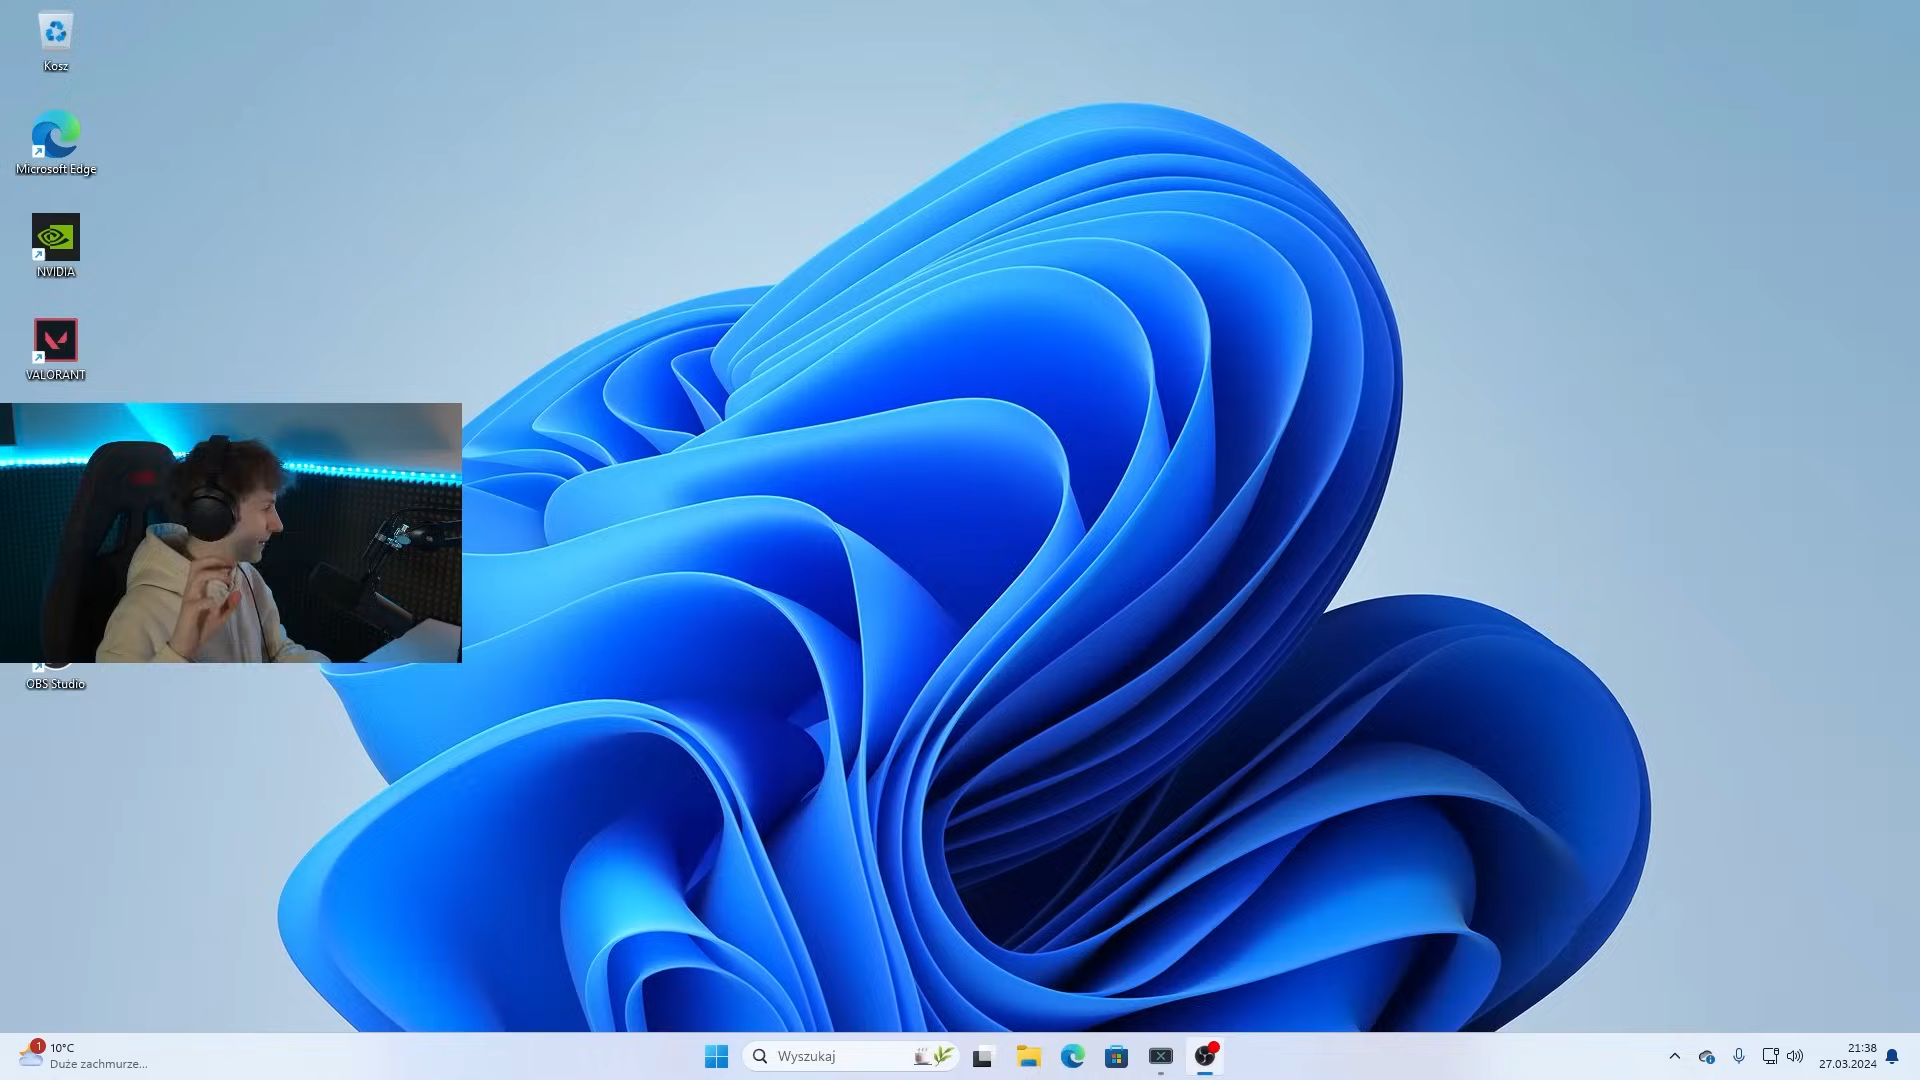 Kosz
Microsoft Edge
NVIDIA
VALORANT
OBS Studio
1
10°C
Duże zachmurze...
Wyszukaj
21:38
27.03.2024